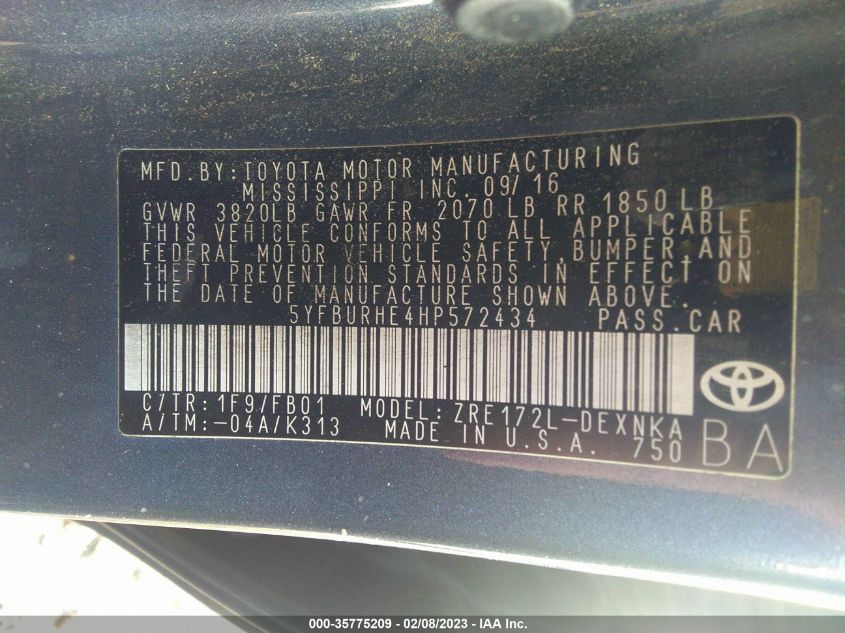 MFD. BY: TOYOTA MOTOR MANUFACTURING
MISSISSIPPI INC. 09/16
GVWR 3820LB GAWR FR 2070 LB RR 1850 LB
THIS VEHICLE CONFORMS TO ALL APPLICABLE
FEDERAL MOTOR VEHICLE SAFETY, BUMPER, AND
THEFT PREVENTION STANDARDS IN EFFECT ON
THE DATE OF MANUFACTURE SHOWN ABOVE.
5YFBURHE4HP572434 PASS. CAR
C/TR: 1F9/FB01 MODEL: ZRE172L-DEXNKA
A/TM: -04A/K313 MADE IN U.S.A. 750
BA
000-35775209 - 02/08/2023 - IAA Inc.